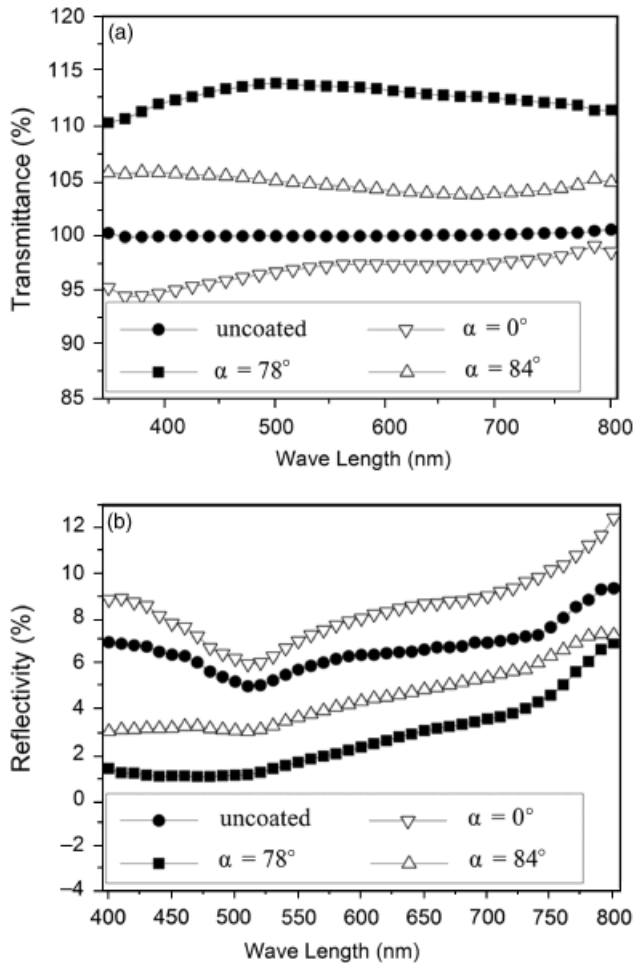 (a)
Transmittance (%)
120
115
110
105
100
95
90
85
uncoated
α = 0°
α = 78°
α = 84°
400 500 600 700 800
Wave Length (nm)
(b)
Reflectivity (%)
12
10
8
6
4
2
0
−2
−4
uncoated
α = 0°
α = 78°
α = 84°
400 450 500 550 600 650 700 750 800
Wave Length (nm)